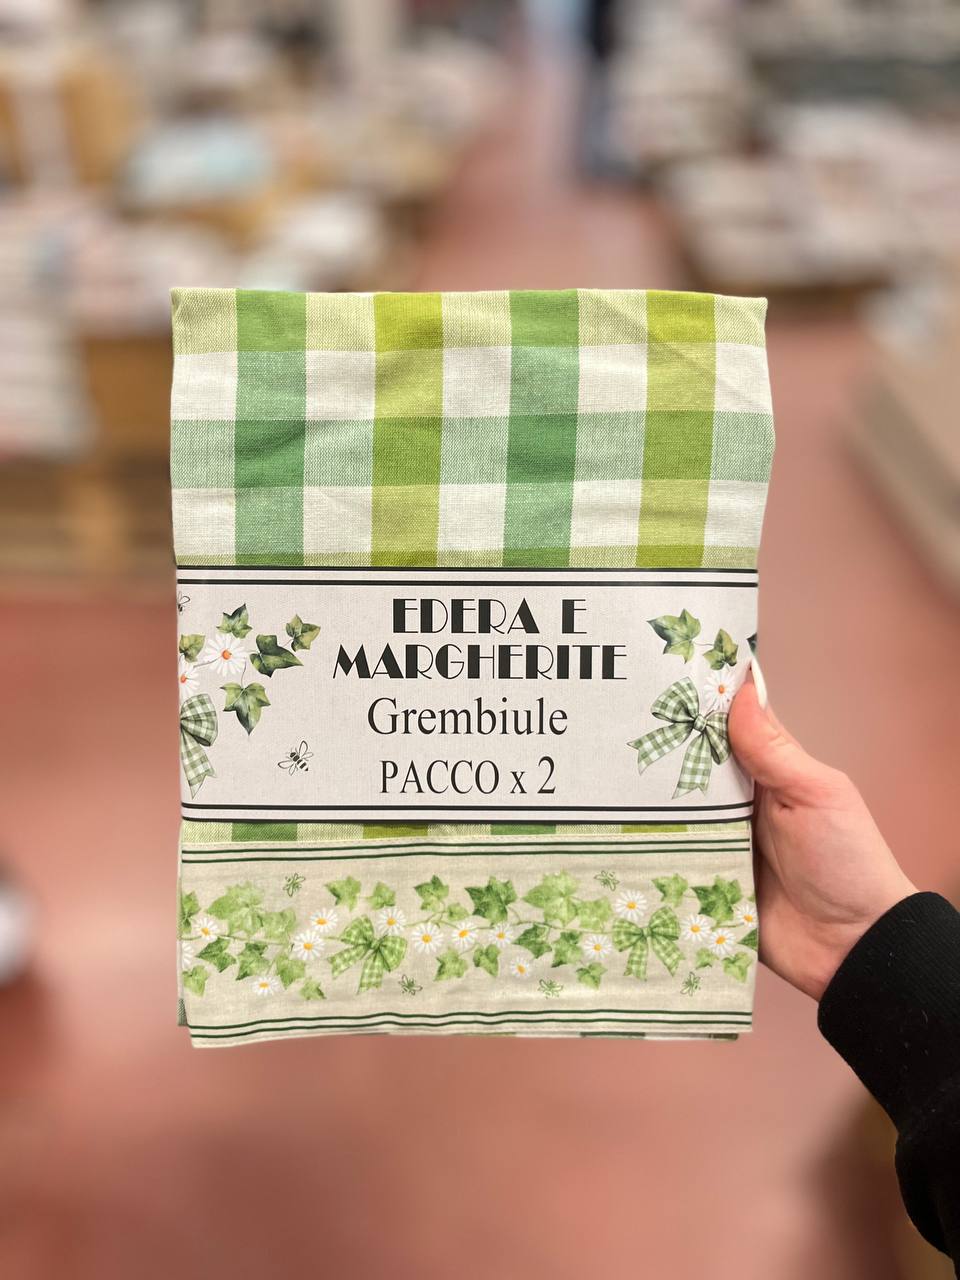 EDERA E
MARGHERITE
Grembiule
PACCO x 2